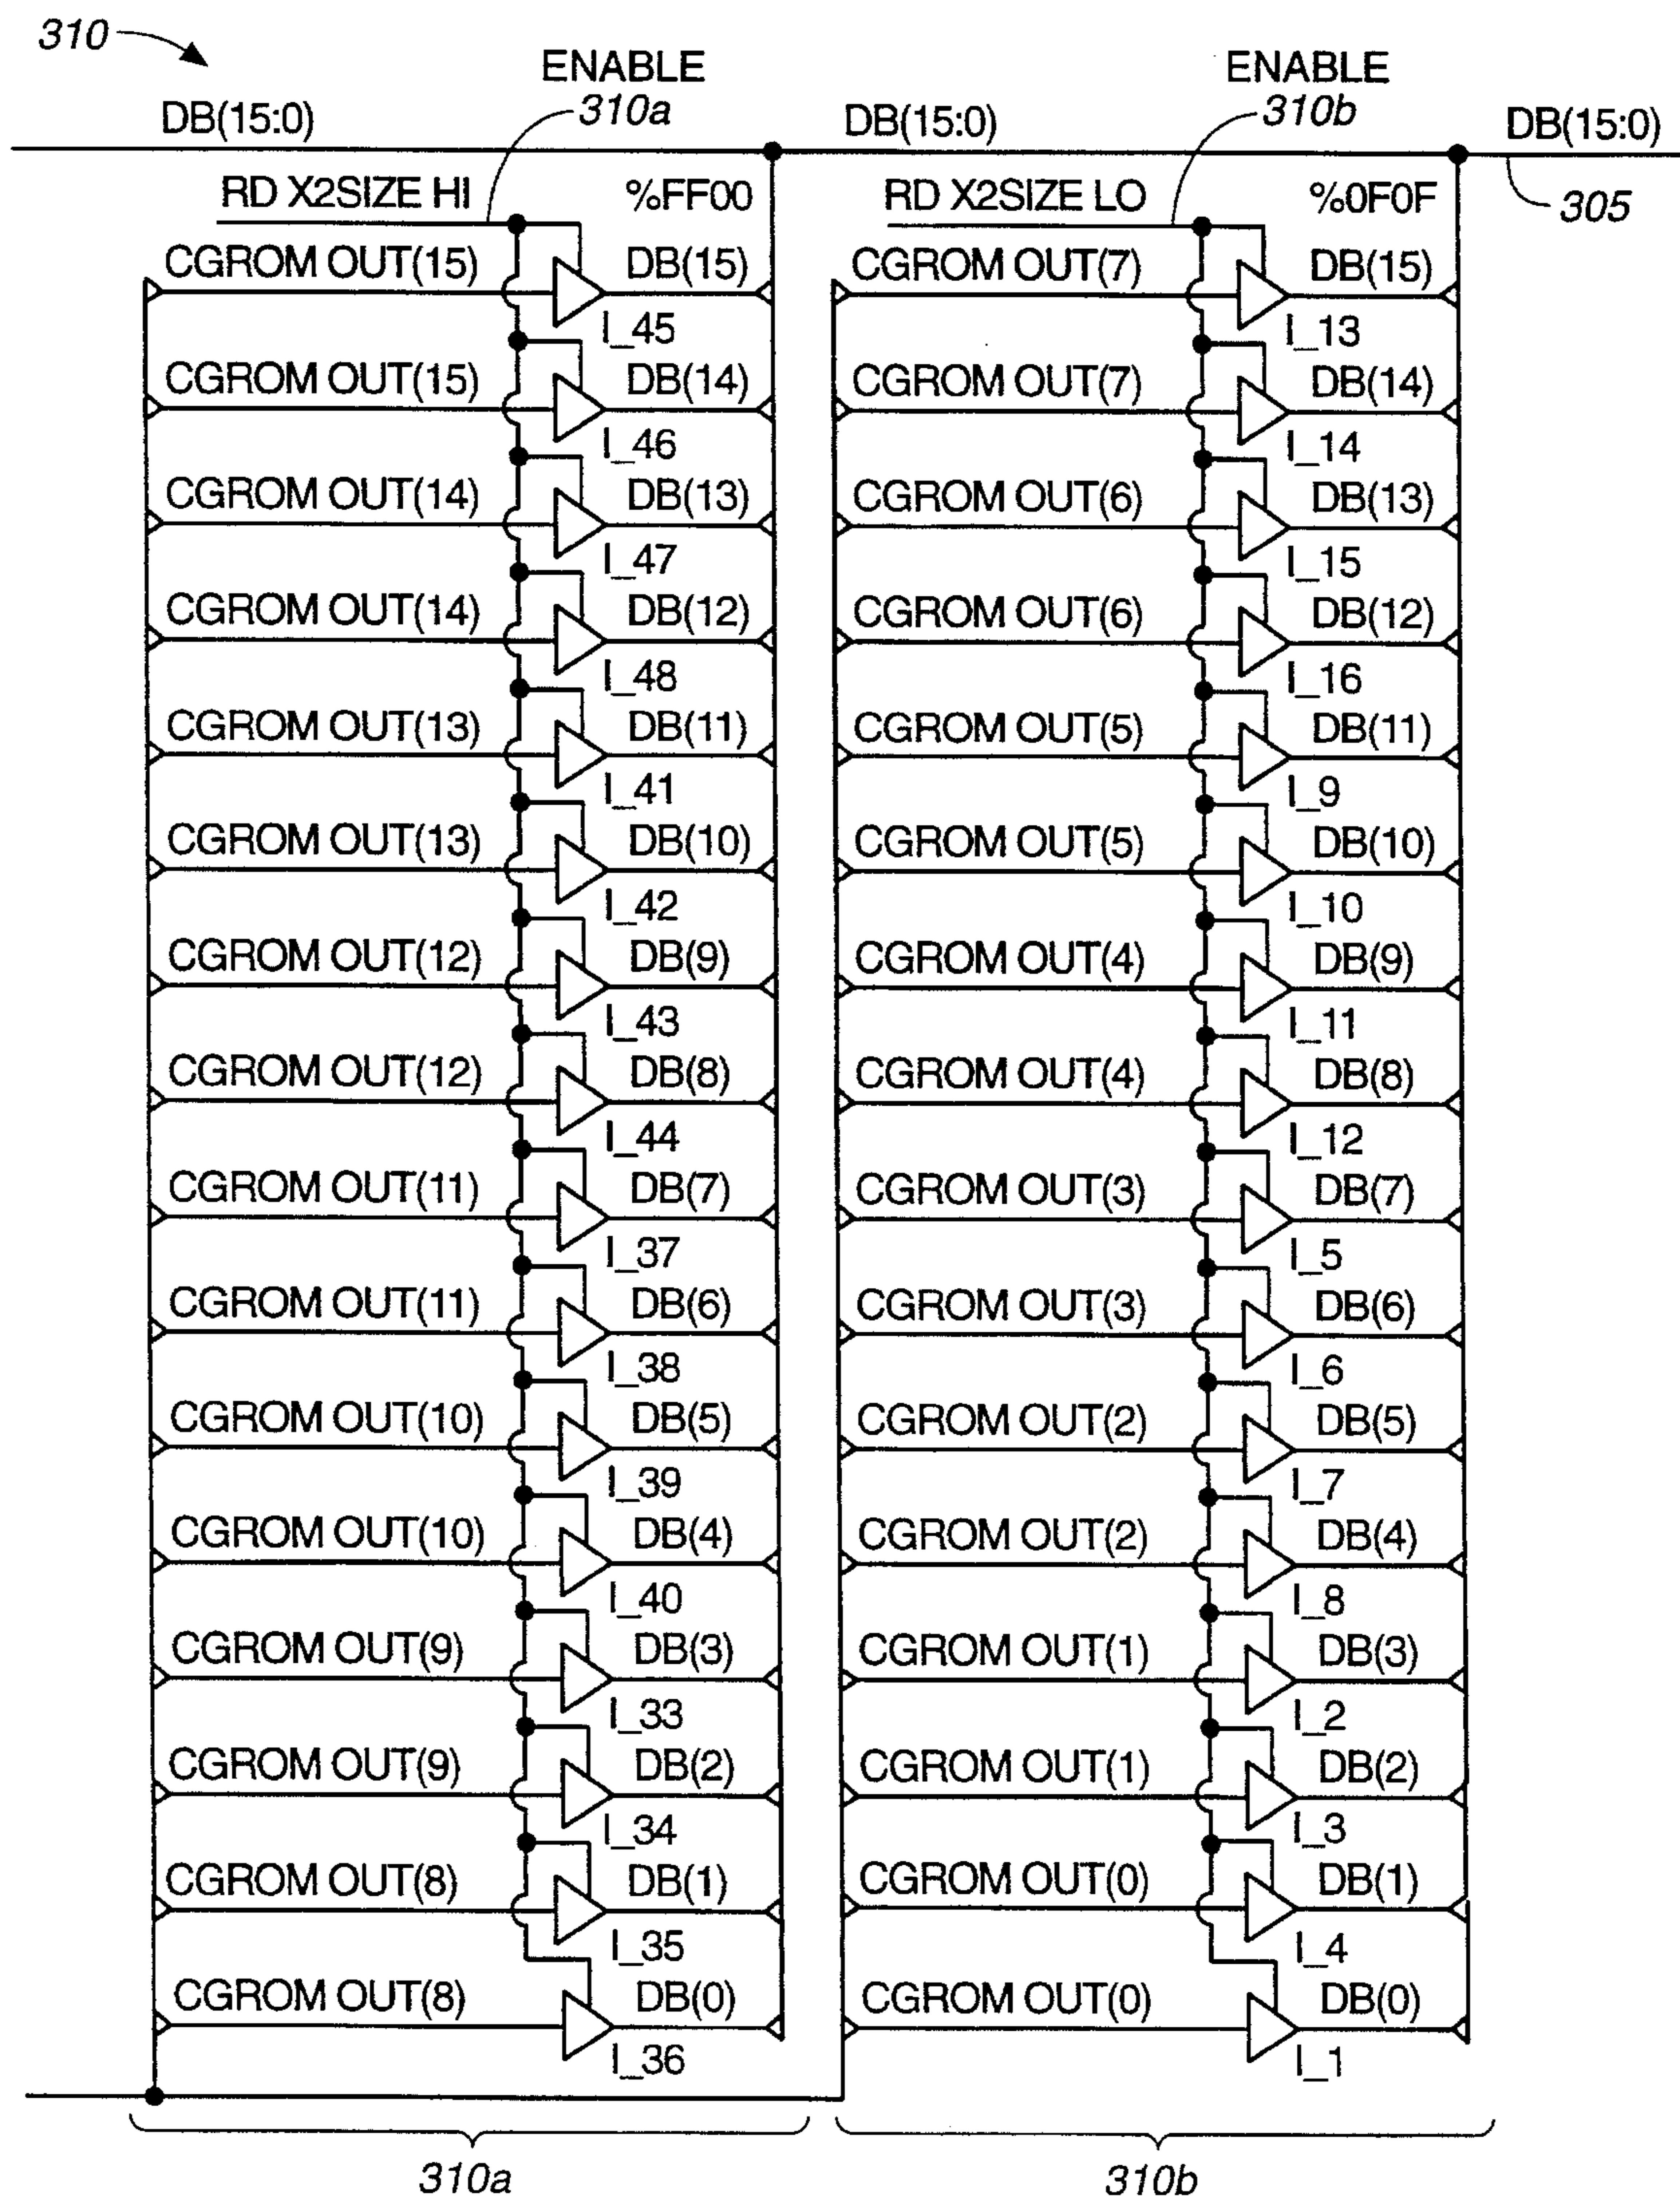 310
ENABLE
310a
ENABLE
310b
DB(15:0)
DB(15:0)
DB(15:0)
305
RD X2SIZE HI
%FF00
RD X2SIZE LO
%0F0F
CGROM OUT(15)
DB(15)
I_45
CGROM OUT(7)
DB(15)
I_13
CGROM OUT(15)
DB(14)
I_46
CGROM OUT(7)
DB(14)
I_14
CGROM OUT(14)
DB(13)
I_47
CGROM OUT(6)
DB(13)
I_15
CGROM OUT(14)
DB(12)
I_48
CGROM OUT(6)
DB(12)
I_16
CGROM OUT(13)
DB(11)
I_41
CGROM OUT(5)
DB(11)
I_9
CGROM OUT(13)
DB(10)
I_42
CGROM OUT(5)
DB(10)
I_10
CGROM OUT(12)
DB(9)
I_43
CGROM OUT(4)
DB(9)
I_11
CGROM OUT(12)
DB(8)
I_44
CGROM OUT(4)
DB(8)
I_12
CGROM OUT(11)
DB(7)
I_37
CGROM OUT(3)
DB(7)
I_5
CGROM OUT(11)
DB(6)
I_38
CGROM OUT(3)
DB(6)
I_6
CGROM OUT(10)
DB(5)
I_39
CGROM OUT(2)
DB(5)
I_7
CGROM OUT(10)
DB(4)
I_40
CGROM OUT(2)
DB(4)
I_8
CGROM OUT(9)
DB(3)
I_33
CGROM OUT(1)
DB(3)
I_2
CGROM OUT(9)
DB(2)
I_34
CGROM OUT(1)
DB(2)
I_3
CGROM OUT(8)
DB(1)
I_35
CGROM OUT(0)
DB(1)
I_4
CGROM OUT(8)
DB(0)
I_36
CGROM OUT(0)
DB(0)
I_1
310a
310b